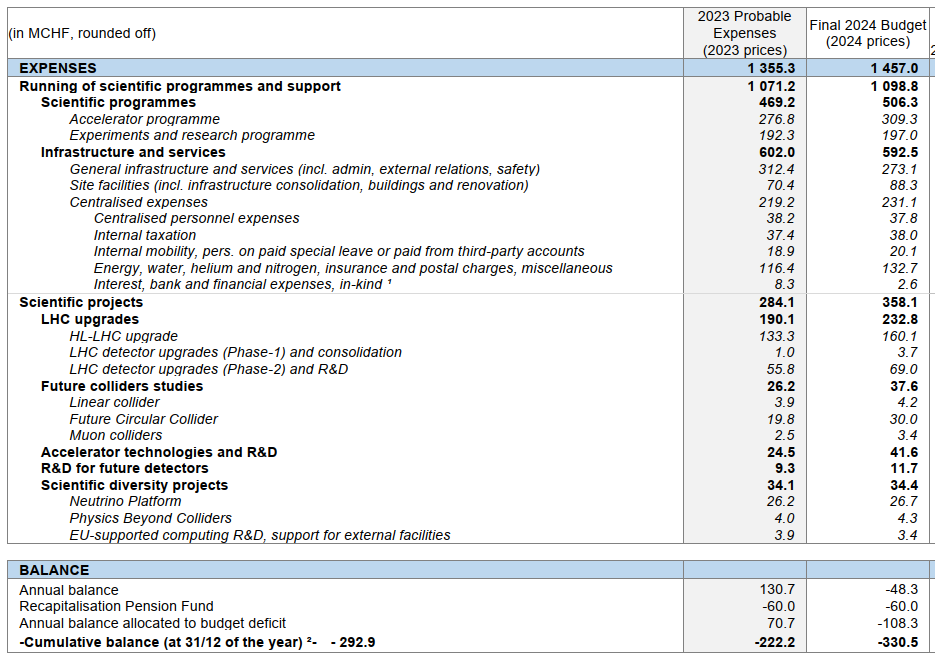 2023 Probable
Expenses
(2023 prices)
Final 2024 Budget
(2024 prices)
(in MCHF, rounded off)
EXPENSES 1 355.3 1 457.0
Running of scientific programmes and support 1 071.2 1 098.8
Scientific programmes 469.2 506.3
Accelerator programme 276.8 309.3
Experiments and research programme 192.3 197.0
Infrastructure and services 602.0 592.5
General infrastructure and services (incl. admin, external relations, safety) 312.4 273.1
Site facilities (incl. infrastructure consolidation, buildings and renovation) 70.4 88.3
Centralised expenses 219.2 231.1
Centralised personnel expenses 38.2 37.8
Internal taxation 37.4 38.0
Internal mobility, pers. on paid special leave or paid from third-party accounts 18.9 20.1
Energy, water, helium and nitrogen, insurance and postal charges, miscellaneous 116.4 132.7
Interest, bank and financial expenses, in-kind ¹ 8.3 2.6
Scientific projects 284.1 358.1
LHC upgrades 190.1 232.8
HL-LHC upgrade 133.3 160.1
LHC detector upgrades (Phase-1) and consolidation 1.0 3.7
LHC detector upgrades (Phase-2) and R&D 55.8 69.0
Future colliders studies 26.2 37.6
Linear collider 3.9 4.2
Future Circular Collider 19.8 30.0
Muon colliders 2.5 3.4
Accelerator technologies and R&D 24.5 41.6
R&D for future detectors 9.3 11.7
Scientific diversity projects 34.1 34.4
Neutrino Platform 26.2 26.7
Physics Beyond Colliders 4.0 4.3
EU-supported computing R&D, support for external facilities 3.9 3.4
BALANCE
Annual balance 130.7 -48.3
Recapitalisation Pension Fund -60.0 -60.0
Annual balance allocated to budget deficit 70.7 -108.3
-Cumulative balance (at 31/12 of the year) ²- - 292.9 -222.2 -330.5